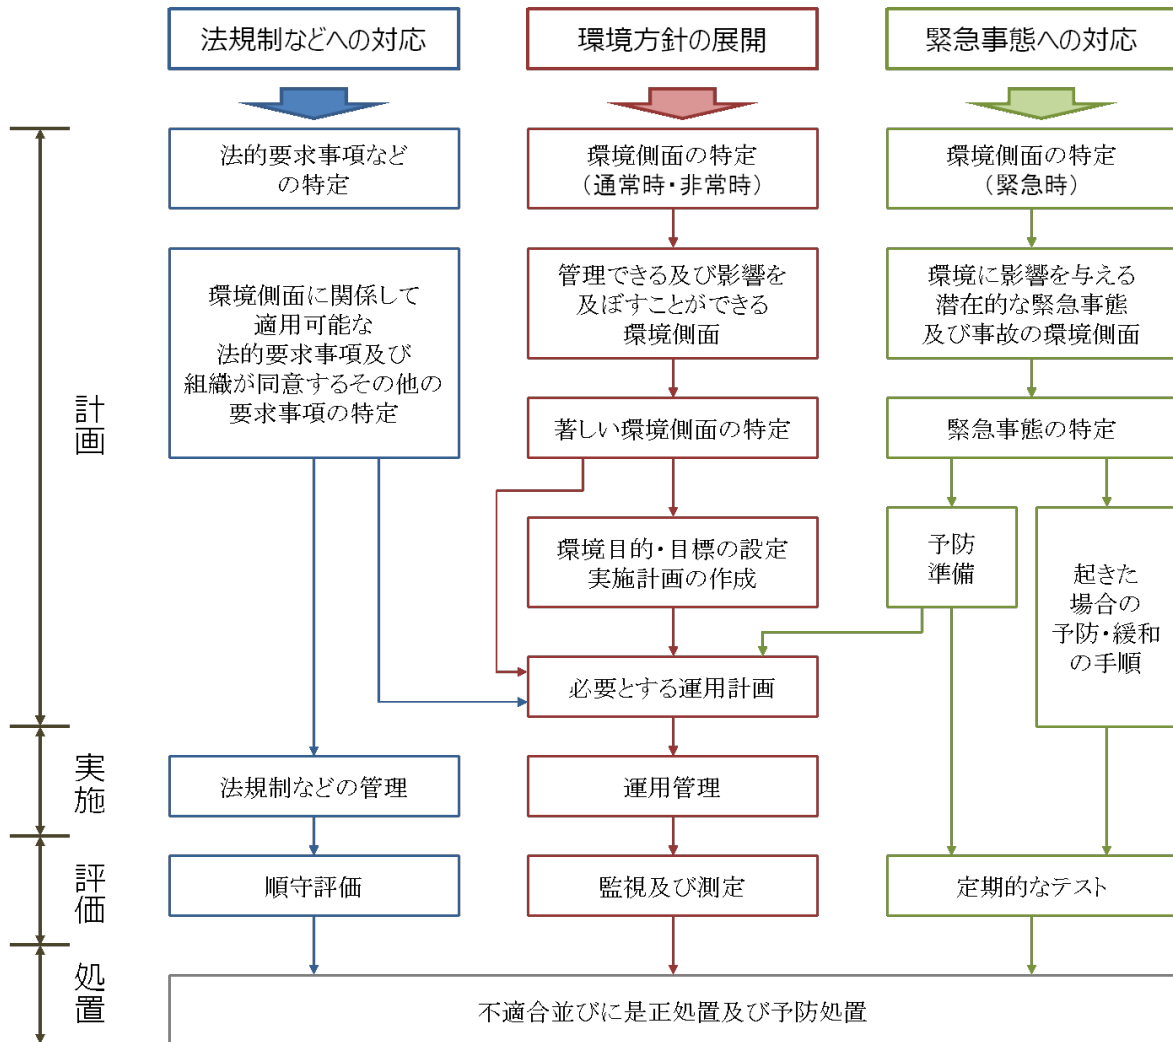 法規制などへの対応
環境方針の展開
緊急事態への対応
法的要求事項など
の特定
環境側面の特定
（通常時・非常時）
環境側面の特定
（緊急時）
環境側面に関係して
適用可能な
法的要求事項及び
組織が同意するその他の
要求事項の特定
管理できる及び影響を
及ぼすことができる
環境側面
環境に影響を与える
潜在的な緊急事態
及び事故の環境側面
著しい環境側面の特定
緊急事態の特定
計画
環境目的・目標の設定
実施計画の作成
予防
準備
起きた
場合の
予防・緩和
の手順
必要とする運用計画
実施
法規制などの管理
運用管理
評価
順守評価
監視及び測定
定期的なテスト
処置
不適合並びに是正処置及び予防処置